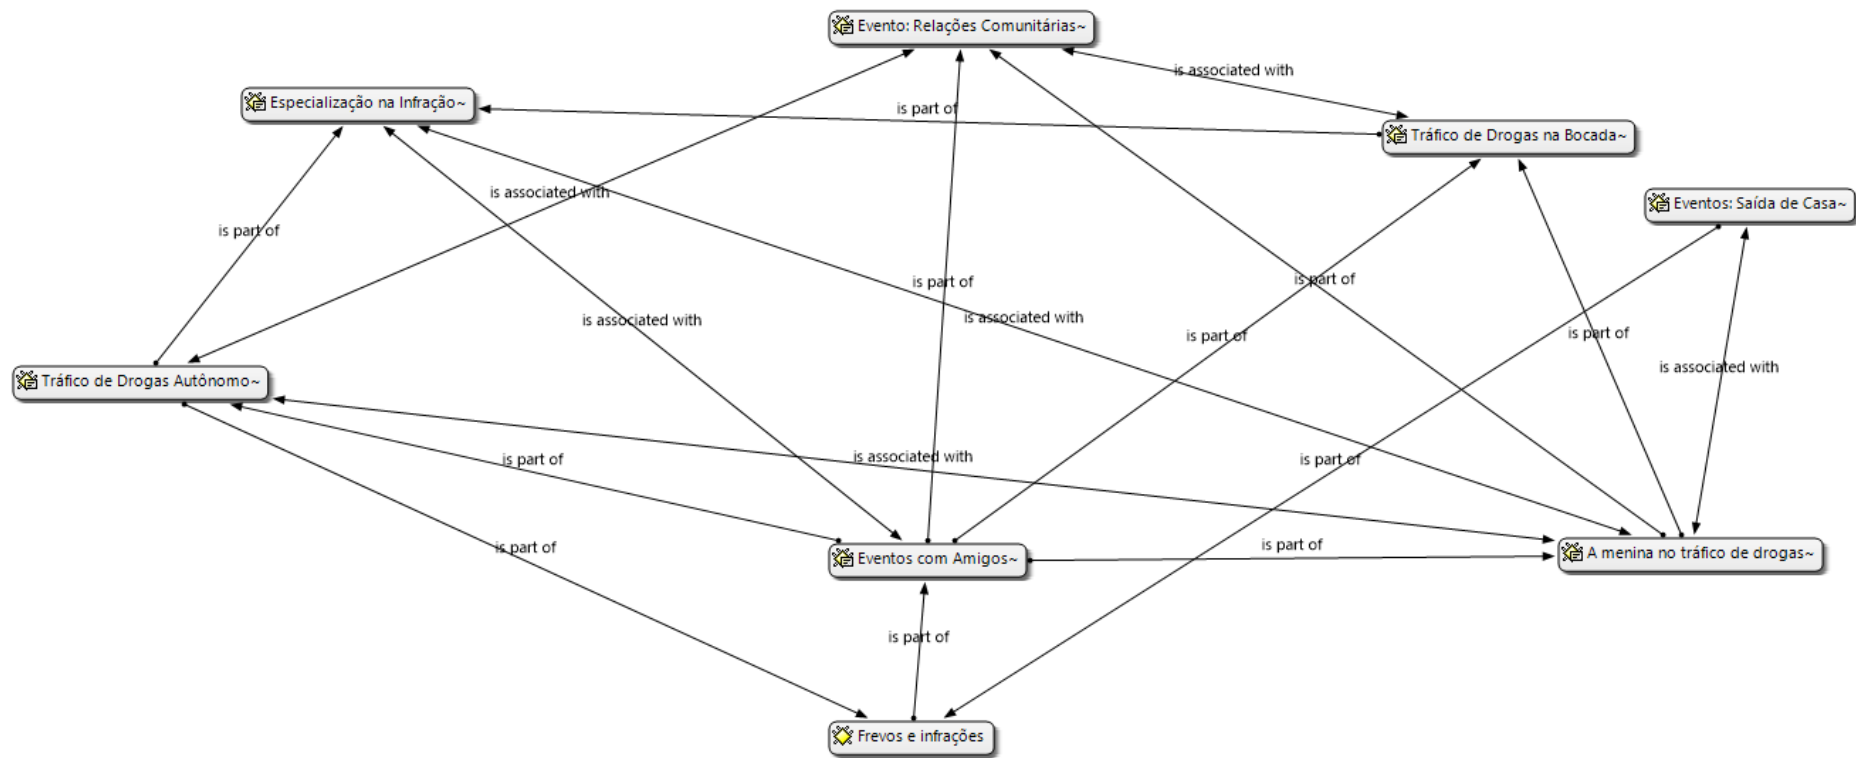 Evento: Relações Comunitárias~
is associated with
Especialização na Infração~
is part of
Tráfico de Drogas na Bocada~
is associated with
Eventos: Saída de Casa~
is part of
is part of
is part of
is associated with
is associated with
is part of
is part of
is associated with
Tráfico de Drogas Autônomo~
is associated with
is part of
is part of
is part of
is part of
Eventos com Amigos~
A menina no tráfico de drogas~
is part of
Frevos e infrações